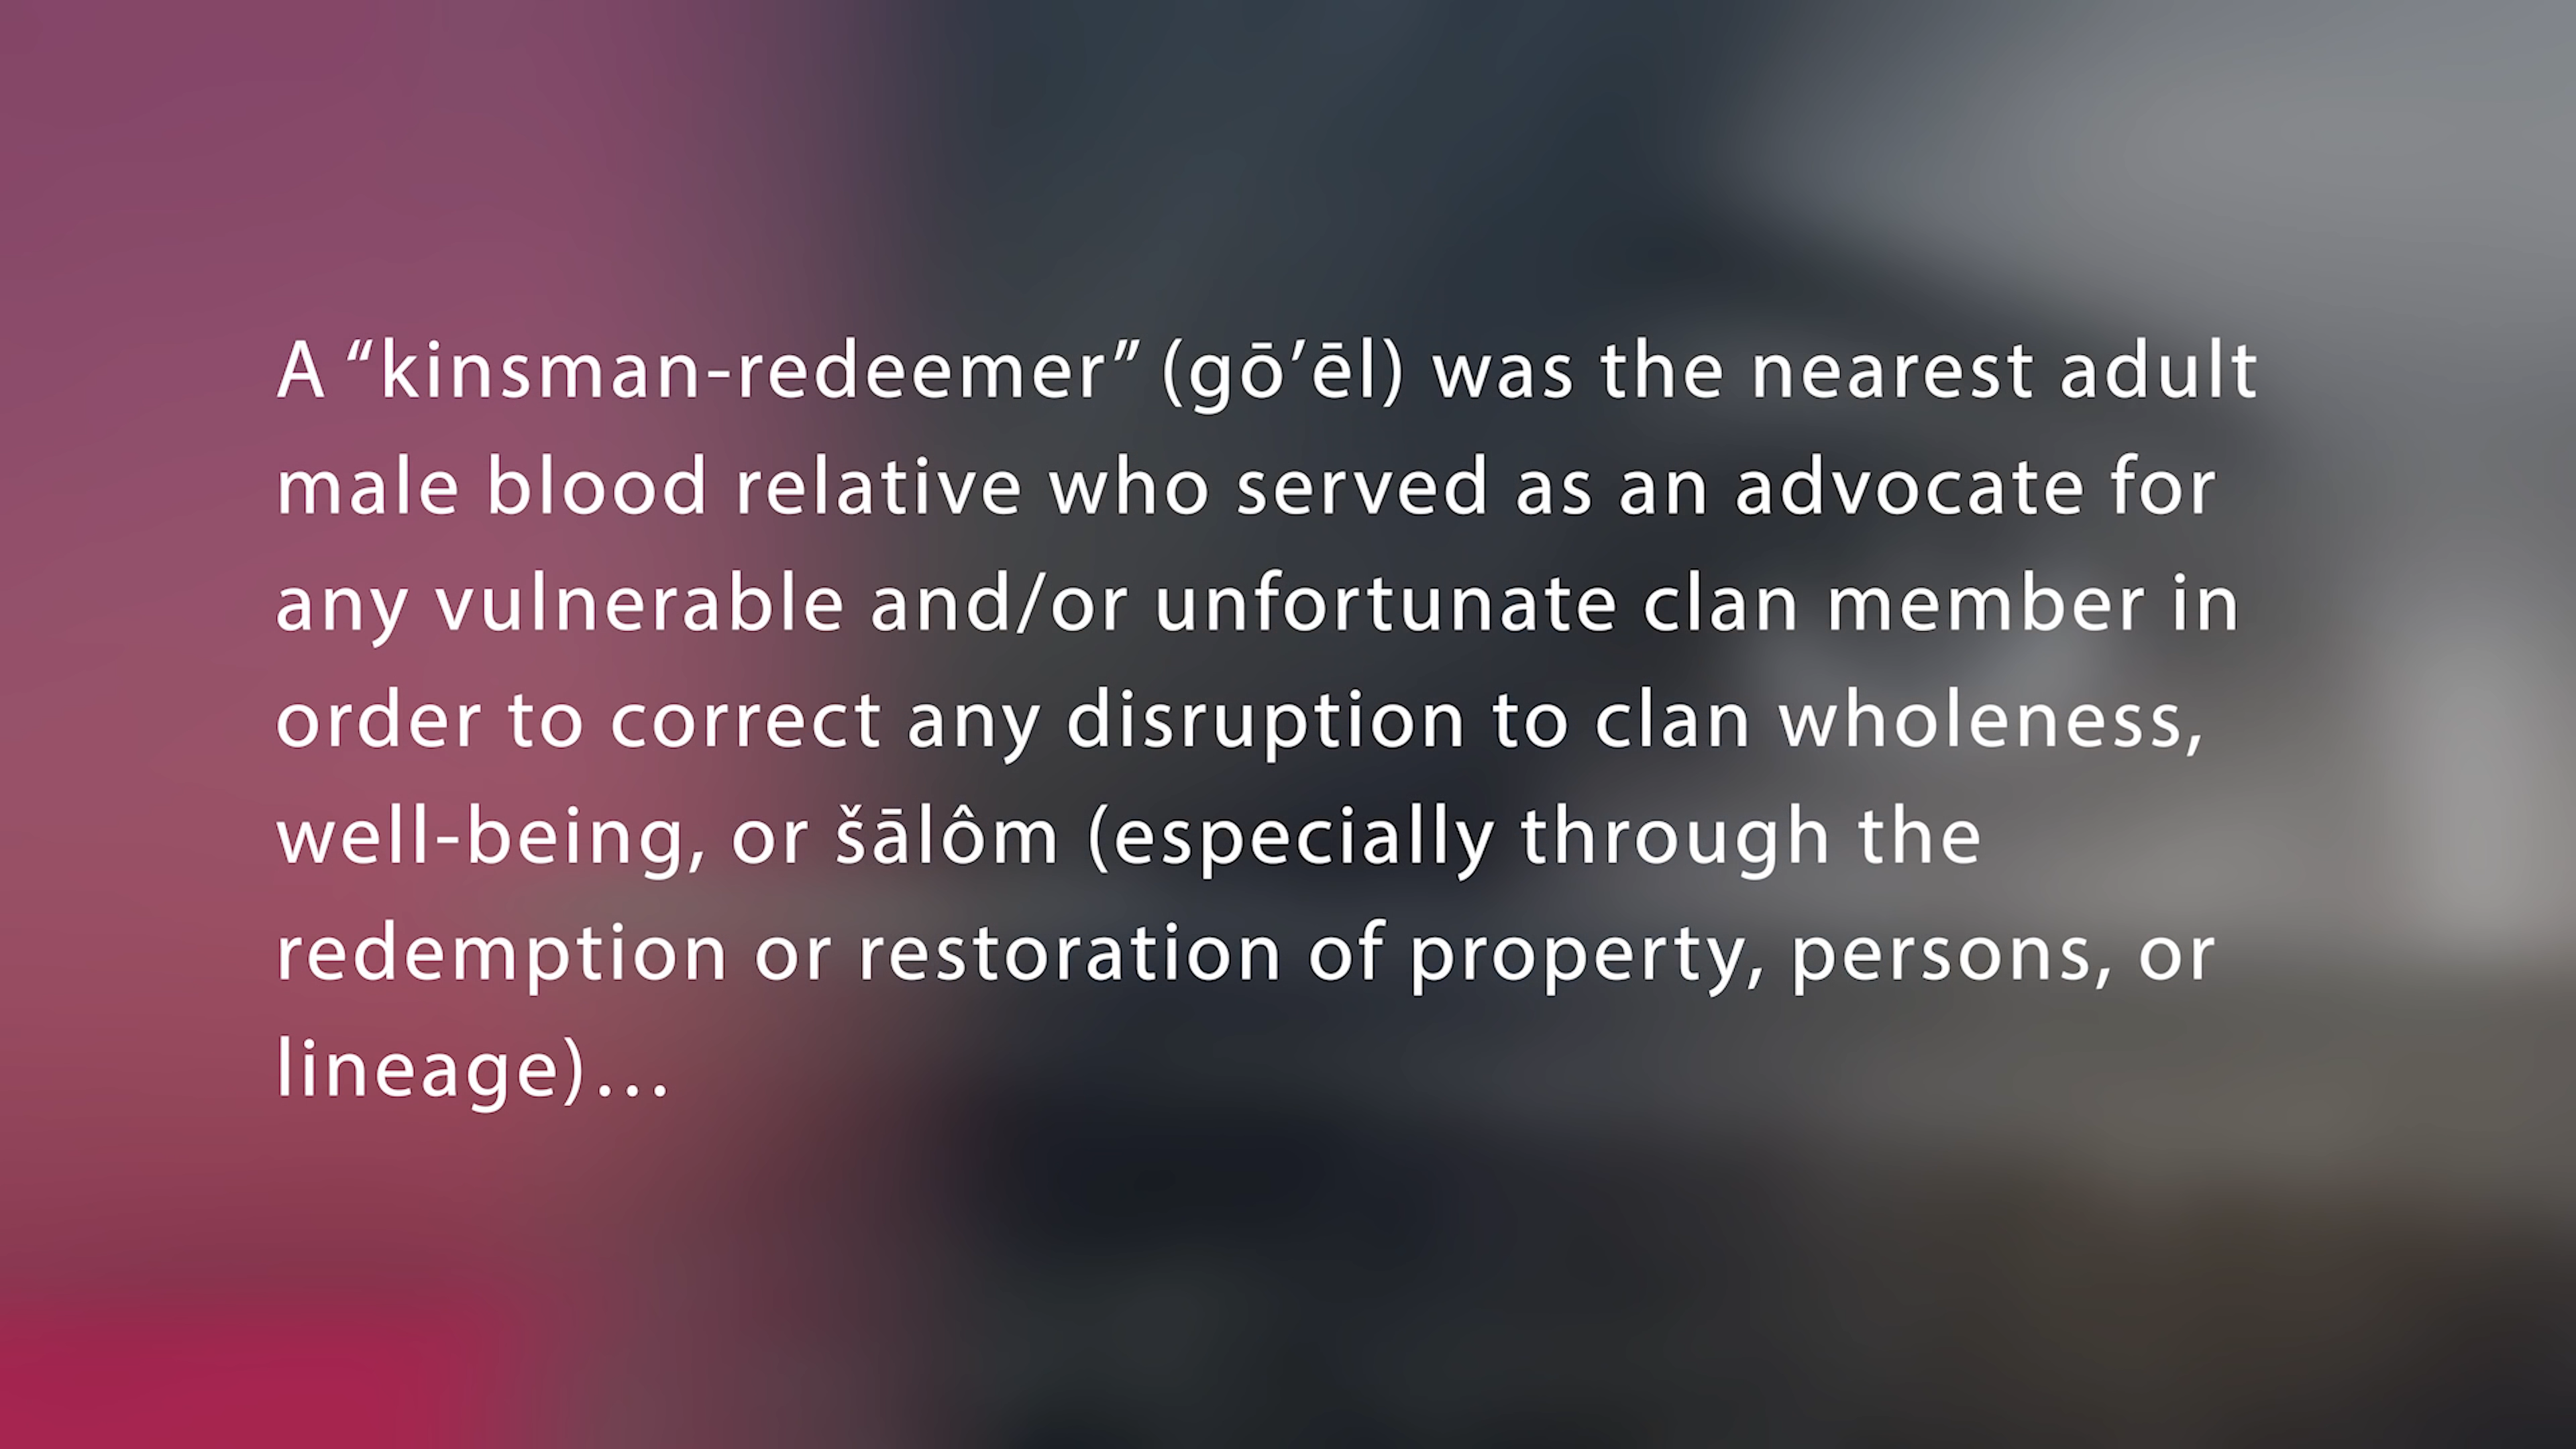 A “kinsman-redeemer” (gō’ēl) was the nearest adult
male blood relative who served as an advocate for
any vulnerable and/or unfortunate clan member in
order to correct any disruption to clan wholeness,
well-being, or šālôm (especially through the
redemption or restoration of property, persons, or
lineage)…